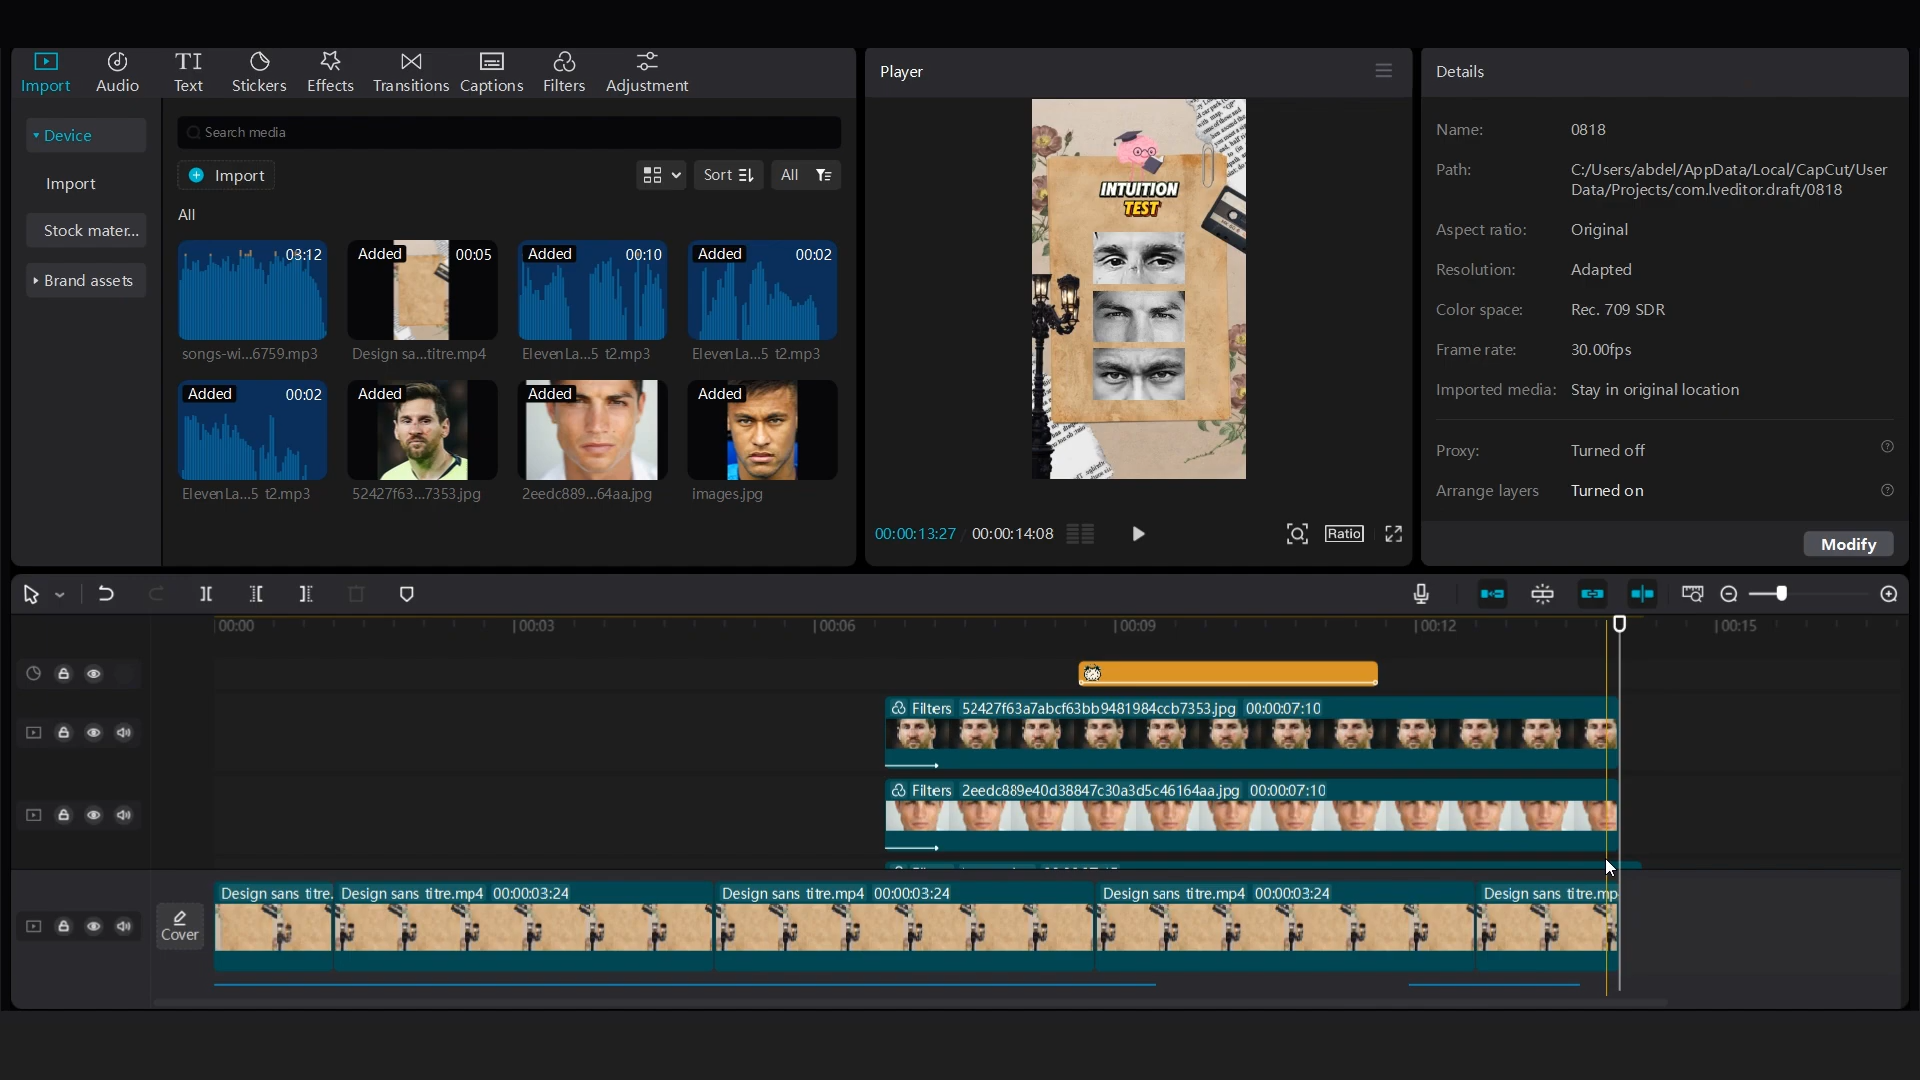 Import
Audio
Text
Stickers
Effects
Transitions
Captions
Filters
Adjustment
Device
Import
Stock mater...
Brand assets
Search media
Import
Sort
All
All
03:12
songs-wi...6759.mp3
Added
00:05
Design sa...titre.mp4
Added
00:10
ElevenLa...5_t2.mp3
Added
00:02
ElevenLa...5_t2.mp3
Added
00:02
ElevenLa...5_t2.mp3
Added
52427f63...7353.jpg
Added
2eedc889...64aa.jpg
Added
images.jpg
Player
INTUITION
TEST
00:00:13:27 / 00:00:14:08
Ratio
Details
Name: 0818
Path: C:/Users/abdel/AppData/Local/CapCut/User
Data/Projects/com.lveditor.draft/0818
Aspect ratio: Original
Resolution: Adapted
Color space: Rec. 709 SDR
Frame rate: 30.00fps
Imported media: Stay in original location
Proxy: Turned off
Arrange layers Turned on
Modify
00:00 00:03 00:06 00:09 00:12 00:15
Filters 52427f63a7abcf63bb9481984ccb7353.jpg 00:00:07:10
Filters 2eedc889e40d38847c30a3d5c46164aa.jpg 00:00:07:10
Cover
Design sans titre. Design sans titre.mp4 00:00:03:24 Design sans titre.mp4 00:00:03:24 Design sans titre.mp4 00:00:03:24 Design sans titre.mp